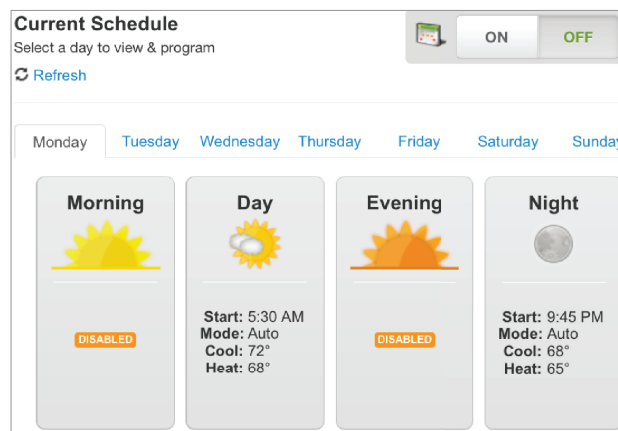 Current Schedule
Select a day to view & program
Refresh
ON OFF
Monday Tuesday Wednesday Thursday Friday Saturday Sunday
Morning
DISABLED
Day
Start: 5:30 AM
Mode: Auto
Cool: 72°
Heat: 68°
Evening
DISABLED
Night
Start: 9:45 PM
Mode: Auto
Cool: 68°
Heat: 65°